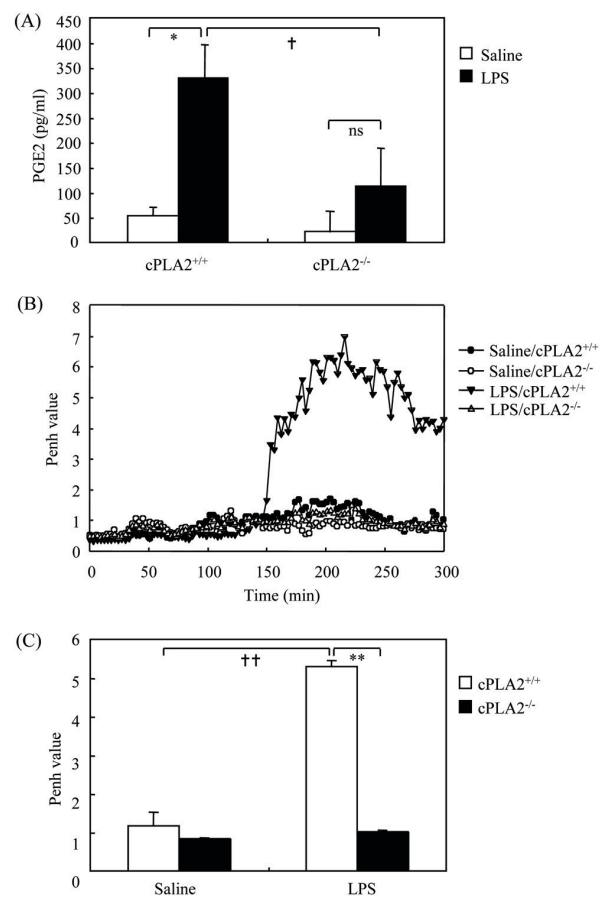 (A)
450
400
350
300
250
200
150
100
50
0
PGE2 (pg/ml)
*
†
ns
Saline
LPS
cPLA2+/+
cPLA2-/-
(B)
8
7
6
5
4
3
2
1
0
Penh value
Saline/cPLA2+/+
Saline/cPLA2-/-
LPS/cPLA2+/+
LPS/cPLA2-/-
0 50 100 150 200 250 300
Time (min)
(C)
6
5
4
3
2
1
0
Penh value
††
**
cPLA2+/+
cPLA2-/-
Saline
LPS